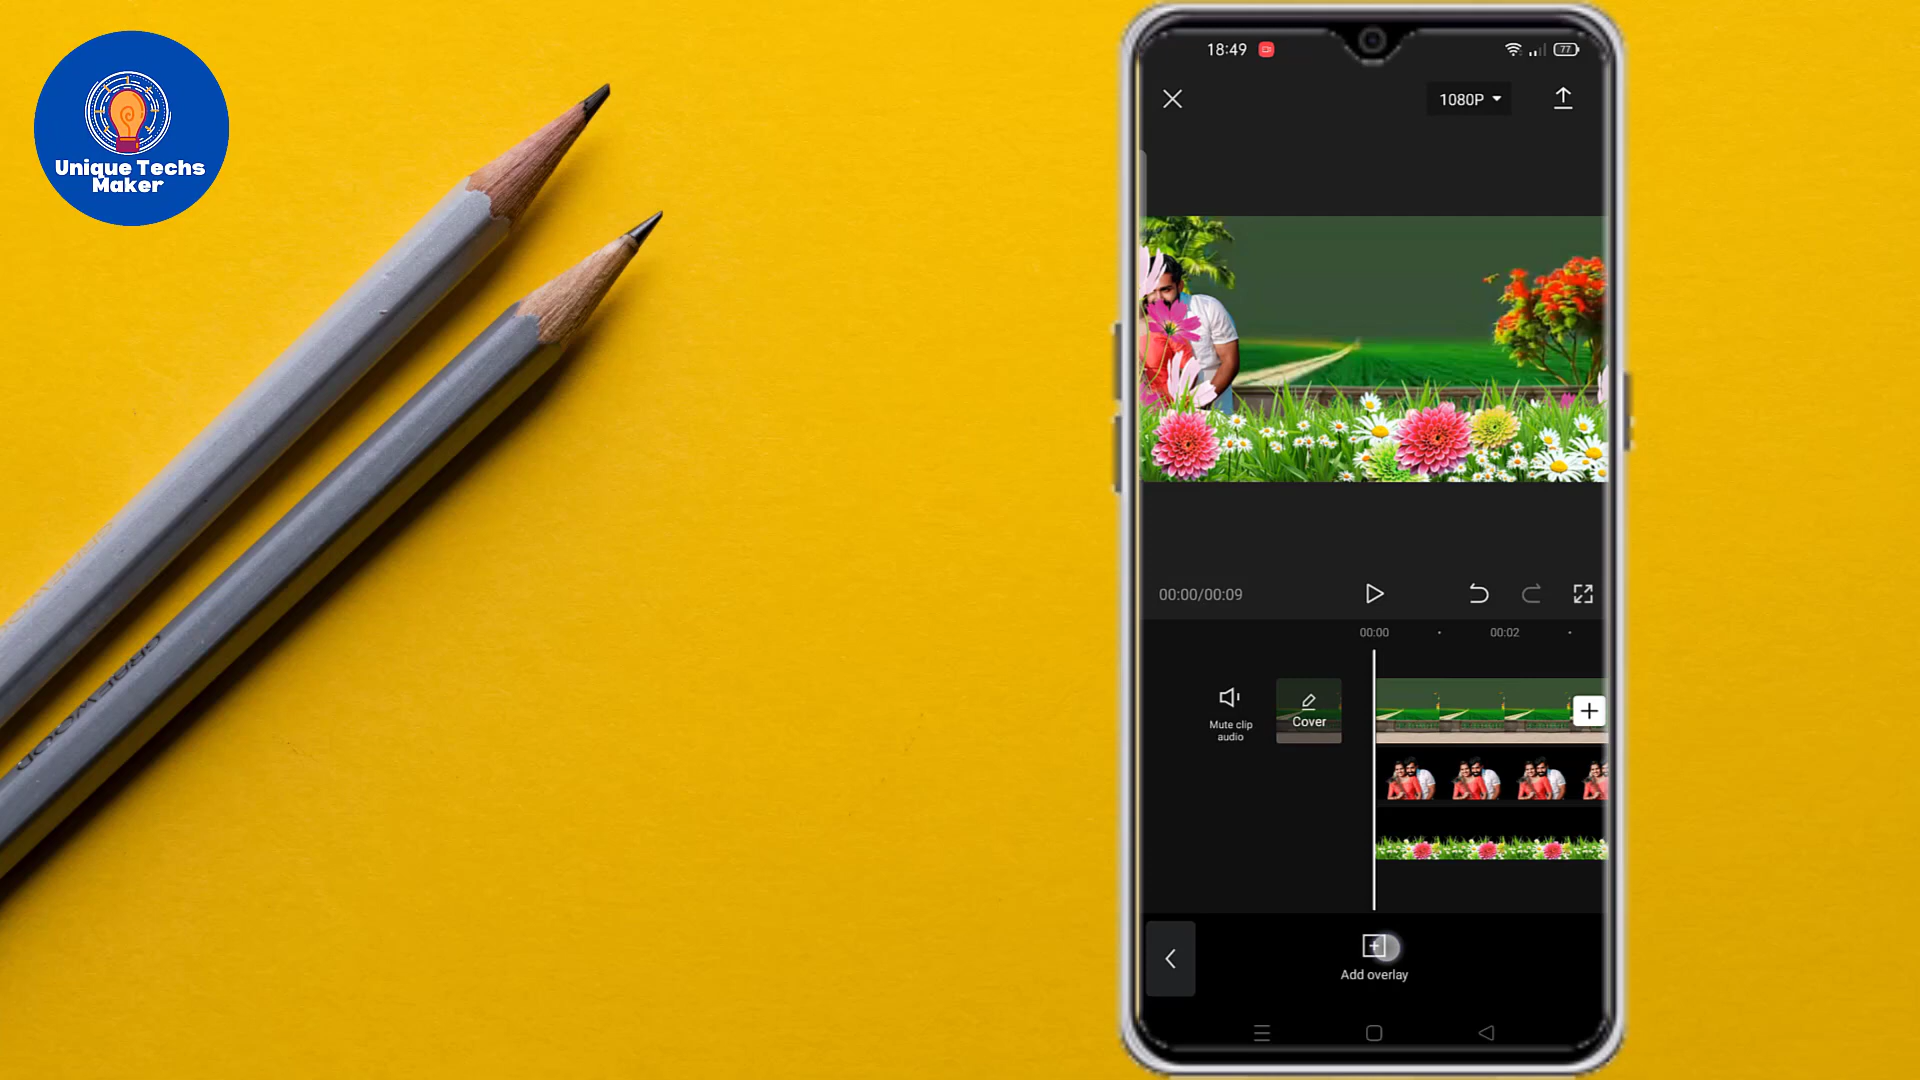 Unique Techs
Maker
18:49
77
1080P
00:00/00:09
00:00
00:02
Mute clip
audio
Cover
Add overlay